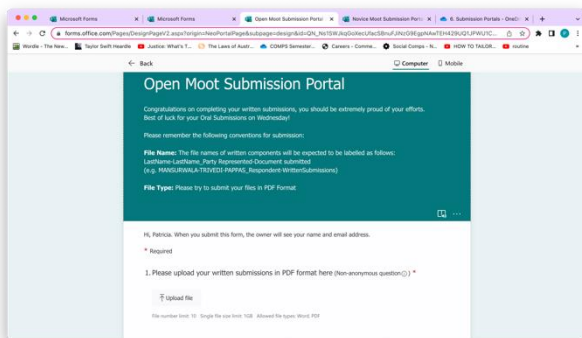 Microsoft Forms
Microsoft Forms
Open Moot Submission Portal
Novice Moot Submission Port
6. Submission Portals - OneDr
forms.office.com/Pages/DesignPageV2.aspx?origin=NeoPortalPage&subpage=design&id=
Wordle - The New...
Taylor Swift Heardle
Justice: What's T...
The Laws of Austr...
COMPS Semester...
Careers - Comme...
Social Comps - N...
HOW TO TAILOR...
routine
Back
Computer
Mobile
Open Moot Submission Portal
Congratulations on completing your written submissions, you should be extremely proud of your efforts.
Best of luck for your Oral Submissions on Wednesday!
Please remember the following conventions for submission:
File Name: The file names of written components will be expected to be labelled as follows:
LastName-LastName_Party Represented-Document submitted
(e.g. MANSURWALA-TRIVEDI-PAPPAS_Respondent-WrittenSubmissions)
File Type: Please try to submit your files in PDF Format
Hi, Patricia. When you submit this form, the owner will see your name and email address.
* Required
1. Please upload your written submissions in PDF format here (Non-anonymous question) *
Upload file
File number limit: 10 Single file size limit: 1GB Allowed file types: Word, PDF